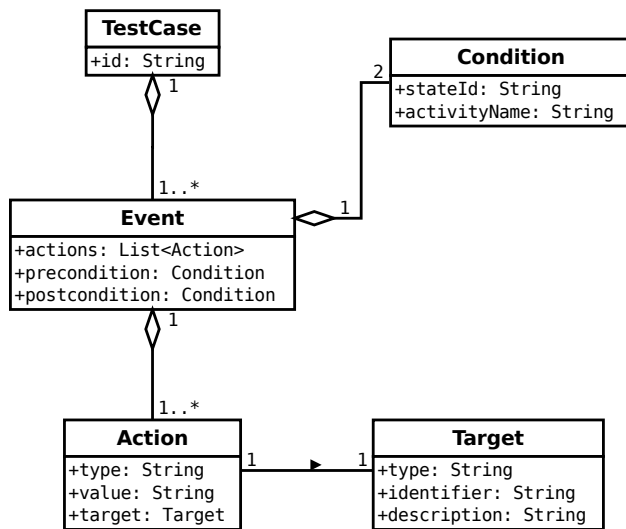 TestCase
+id: String
1
2
Condition
+stateId: String
+activityName: String
1..*
1
Event
+actions: List<Action>
+precondition: Condition
+postcondition: Condition
1
1..*
Action
+type: String
+value: String
+target: Target
1
1
Target
+type: String
+identifier: String
+description: String